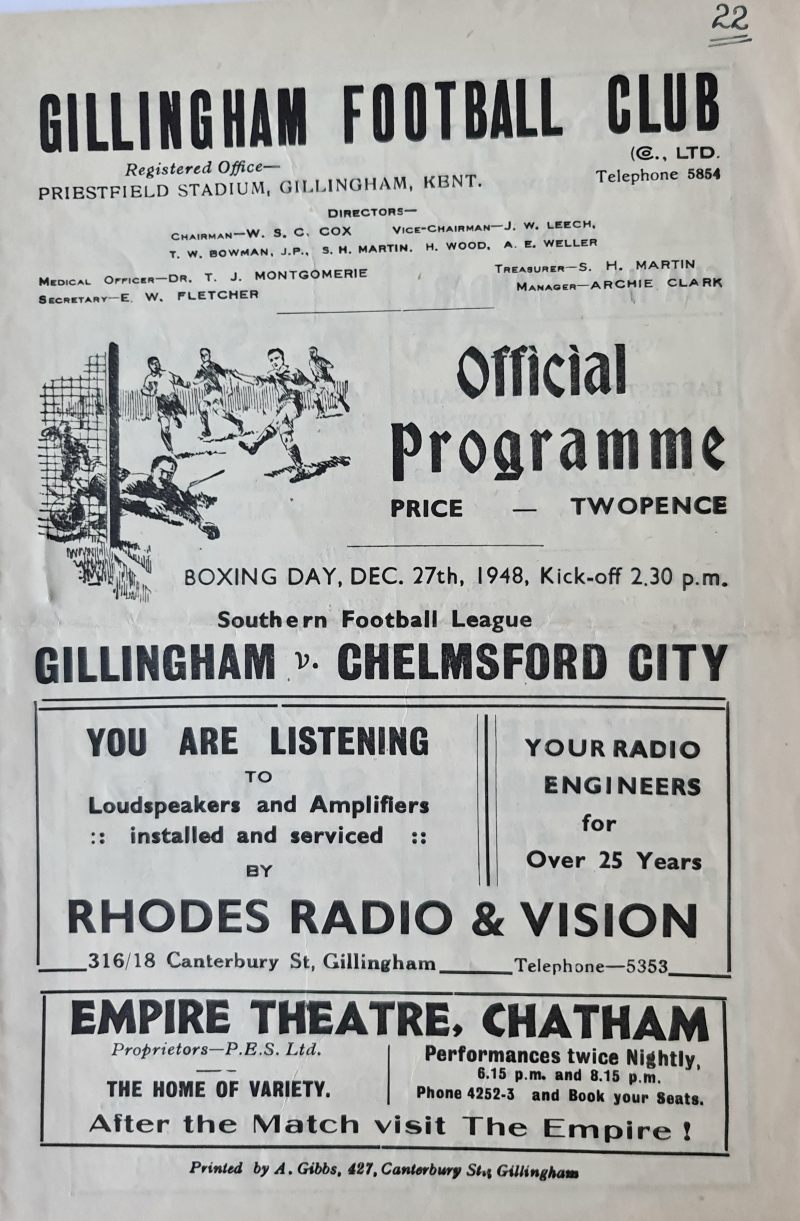 22
GILLINGHAM FOOTBALL CLUB
(Co., LTD.
Registered Office—
PRIESTFIELD STADIUM, GILLINGHAM, KENT.
Telephone 5854
DIRECTORS—
CHAIRMAN—W. S. C. COX VICE-CHAIRMAN—J. W. LEECH,
T. W. BOWMAN, J.P., S. H. MARTIN. H. WOOD, A. E. WELLER
MEDICAL OFFICER—DR. T. J. MONTGOMERIE TREASURER—S. H. MARTIN
SECRETARY—E. W. FLETCHER MANAGER—ARCHIE CLARK
Official
Programme
PRICE — TWOPENCE
BOXING DAY, DEC. 27th, 1948, Kick-off 2.30 p.m.
Southern Football League
GILLINGHAM v. CHELMSFORD CITY
YOU ARE LISTENING
TO
Loudspeakers and Amplifiers
:: installed and serviced ::
BY
YOUR RADIO
ENGINEERS
for
Over 25 Years
RHODES RADIO & VISION
316/18 Canterbury St, Gillingham Telephone—5353
EMPIRE THEATRE, CHATHAM
Proprietors—P.E.S. Ltd.
THE HOME OF VARIETY.
Performances twice Nightly,
6.15 p.m. and 8.15 p.m.
Phone 4252-3 and Book your Seats.
After the Match visit The Empire !
Printed by A. Gibbs, 427, Canterbury St., Gillingham